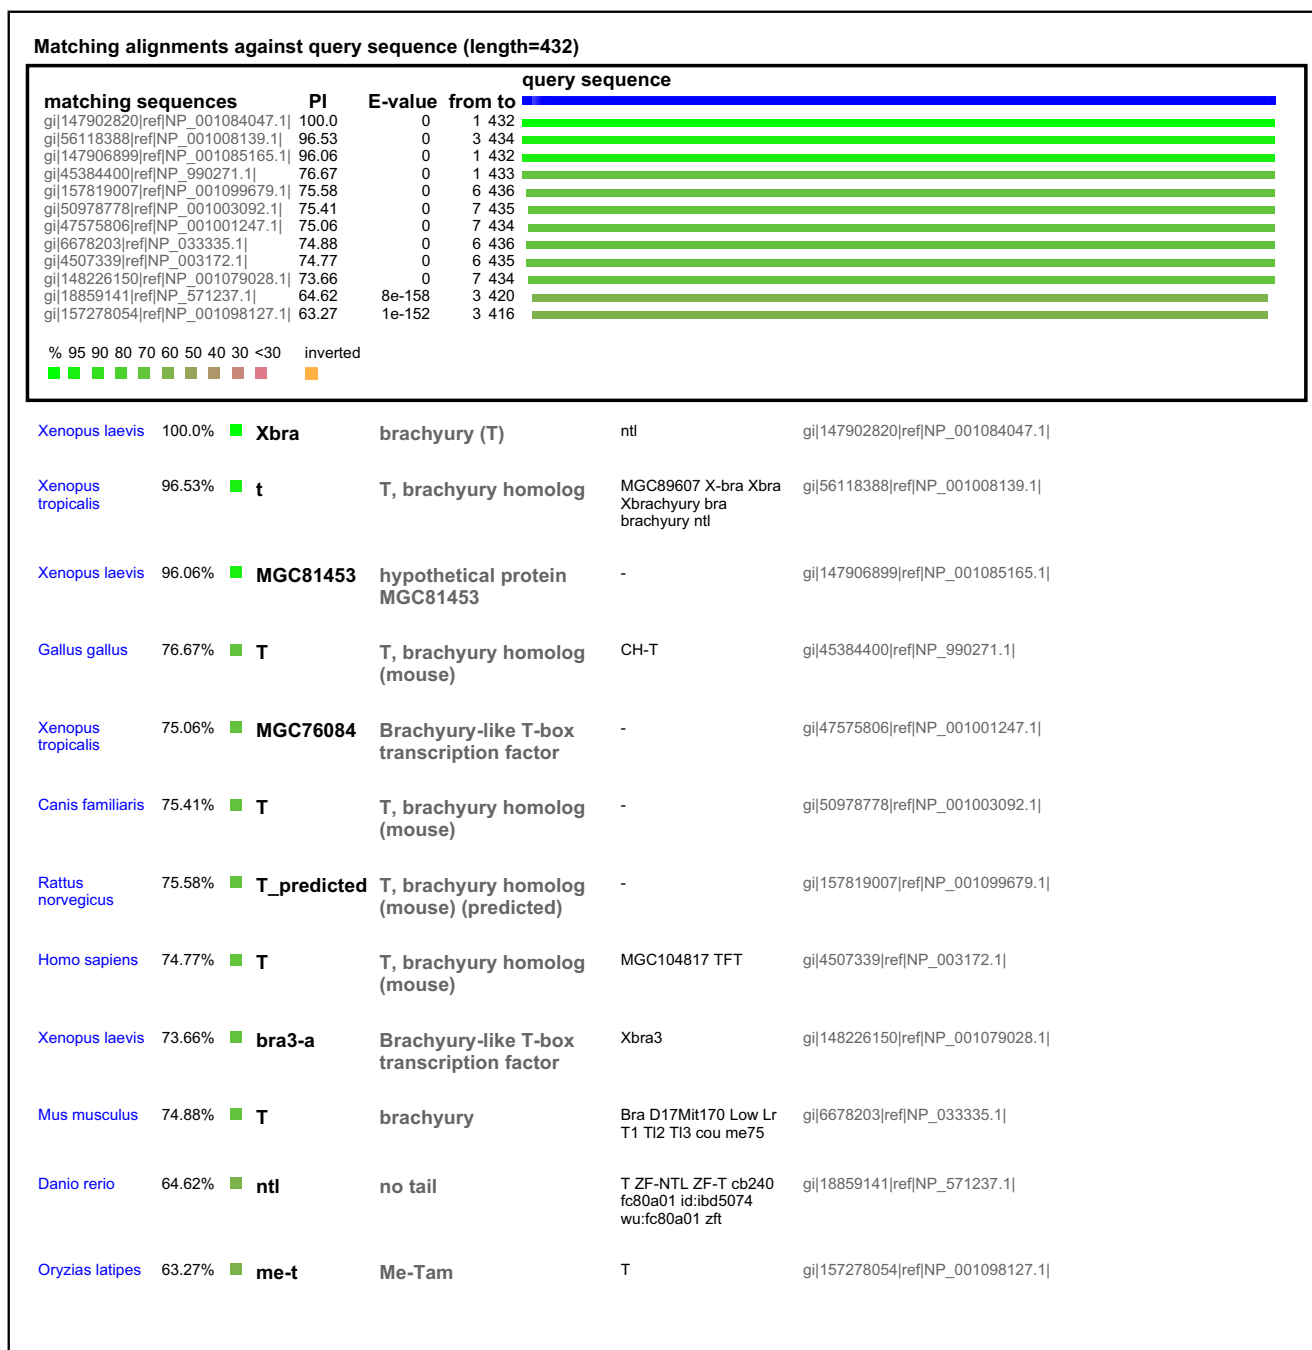 Matching alignments against query sequence (length=432)
query sequence
matching sequences PI E-value from to
gi|147902820|ref|NP_001084047.1| 100.0 0 1 432
gi|56118388|ref|NP_001008139.1| 96.53 0 3 434
gi|147906899|ref|NP_001085165.1| 96.06 0 1 432
gi|45384400|ref|NP_990271.1| 76.67 0 1 433
gi|157819007|ref|NP_001099679.1| 75.58 0 6 436
gi|50978778|ref|NP_001003092.1| 75.41 0 7 435
gi|47575806|ref|NP_001001247.1| 75.06 0 7 434
gi|6678203|ref|NP_033335.1| 74.88 0 6 436
gi|4507339|ref|NP_003172.1| 74.77 0 6 435
gi|148226150|ref|NP_001079028.1| 73.66 0 7 434
gi|18859141|ref|NP_571237.1| 64.62 8e-158 3 420
gi|157278054|ref|NP_001098127.1| 63.27 1e-152 3 416
% 95 90 80 70 60 50 40 30 <30 inverted
Xenopus laevis 100.0% Xbra brachyury (T) ntl gi|147902820|ref|NP_001084047.1|
Xenopus 96.53% t T, brachyury homolog MGC89607 X-bra Xbra gi|56118388|ref|NP_001008139.1|
tropicalis Xbrachyury bra
brachyury ntl
Xenopus laevis 96.06% MGC81453 hypothetical protein - gi|147906899|ref|NP_001085165.1|
MGC81453
Gallus gallus 76.67% T T, brachyury homolog CH-T gi|45384400|ref|NP_990271.1|
(mouse)
Xenopus 75.06% MGC76084 Brachyury-like T-box - gi|47575806|ref|NP_001001247.1|
tropicalis transcription factor
Canis familiaris 75.41% T T, brachyury homolog - gi|50978778|ref|NP_001003092.1|
(mouse)
Rattus 75.58% T_predicted T, brachyury homolog - gi|157819007|ref|NP_001099679.1|
norvegicus (mouse) (predicted)
Homo sapiens 74.77% T T, brachyury homolog MGC104817 TFT gi|4507339|ref|NP_003172.1|
(mouse)
Xenopus laevis 73.66% bra3-a Brachyury-like T-box Xbra3 gi|148226150|ref|NP_001079028.1|
transcription factor
Mus musculus 74.88% T brachyury Bra D17Mit170 Low Lr gi|6678203|ref|NP_033335.1|
T1 Tl2 Tl3 cou me75
Danio rerio 64.62% ntl no tail T ZF-NTL ZF-T cb240 gi|18859141|ref|NP_571237.1|
fc80a01 id:ibd5074
wu:fc80a01 zft
Oryzias latipes 63.27% me-t Me-Tam T gi|157278054|ref|NP_001098127.1|